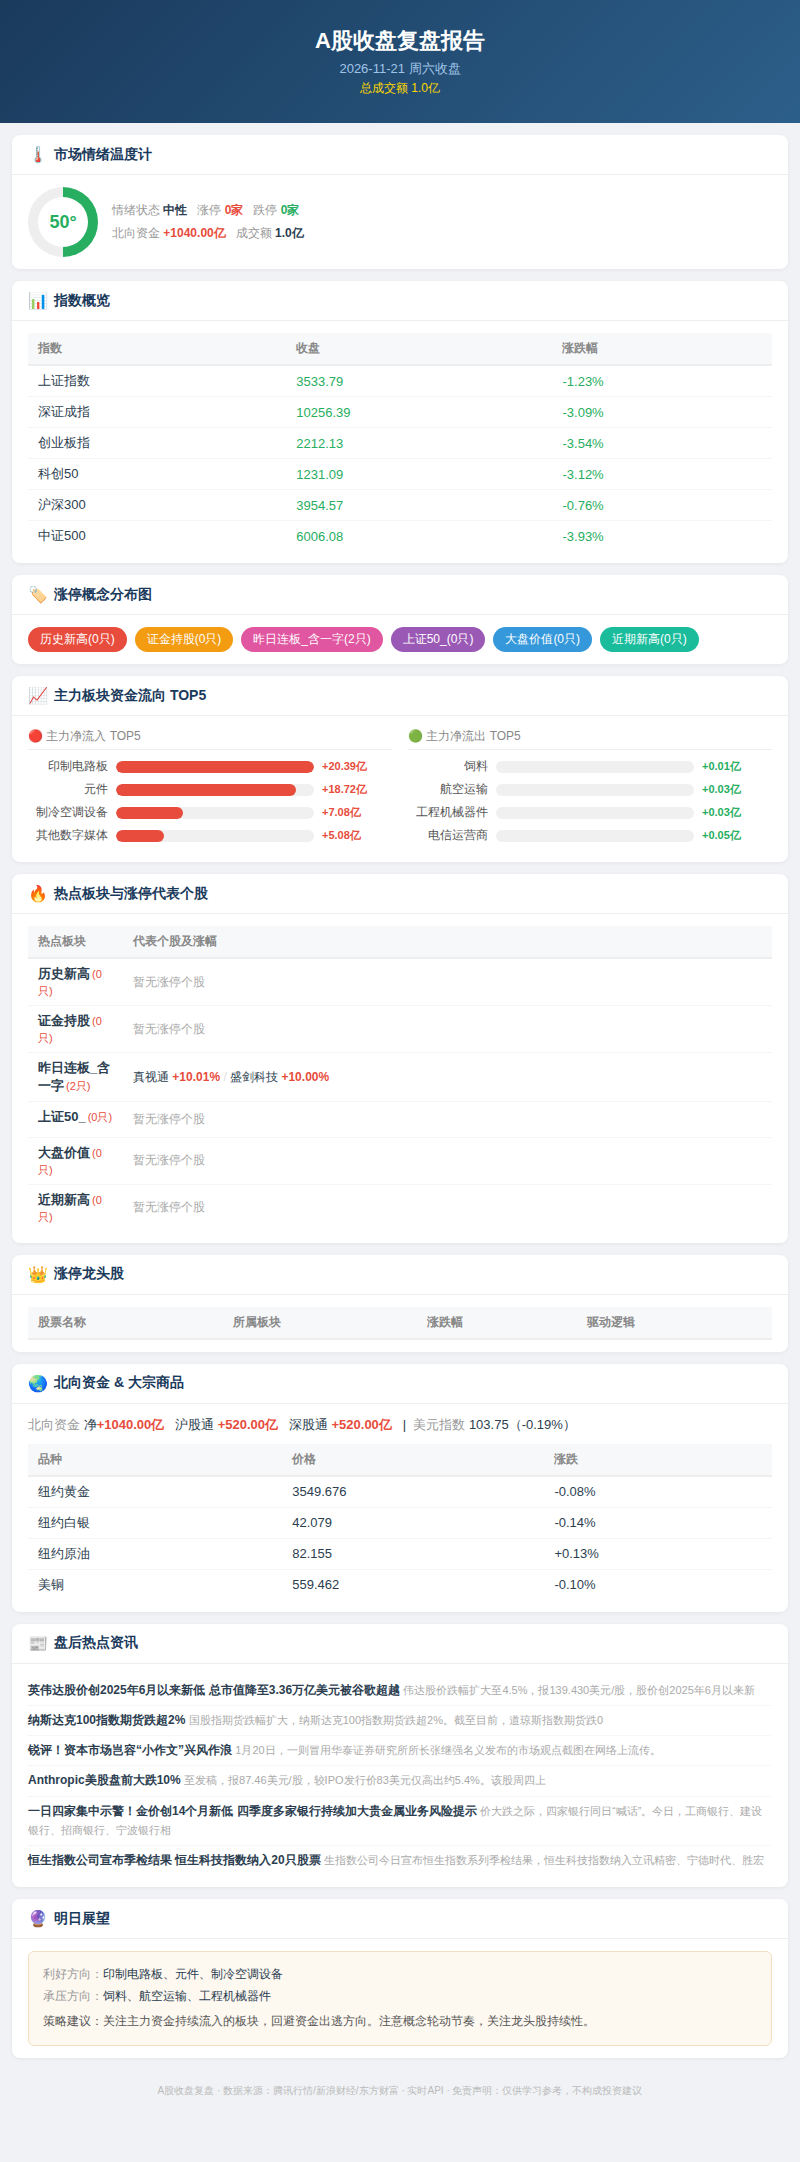 A股收盘复盘报告
2026-11-21 周六收盘
总成交额 1.0亿
市场情绪温度计
50°
情绪状态 中性 涨停 0家 跌停 0家
北向资金 +1040.00亿 成交额 1.0亿
指数概览
指数 收盘 涨跌幅
上证指数 3533.79 -1.23%
深证成指 10256.39 -3.09%
创业板指 2212.13 -3.54%
科创50 1231.09 -3.12%
沪深300 3954.57 -0.76%
中证500 6006.08 -3.93%
涨停概念分布图
历史新高(0只) 证金持股(0只) 昨日连板_含一字(2只) 上证50_(0只) 大盘价值(0只) 近期新高(0只)
主力板块资金流向 TOP5
主力净流入 TOP5
印制电路板 +20.39亿
元件 +18.72亿
制冷空调设备 +7.08亿
其他数字媒体 +5.08亿
主力净流出 TOP5
饲料 +0.01亿
航空运输 +0.03亿
工程机械器件 +0.03亿
电信运营商 +0.05亿
热点板块与涨停代表个股
热点板块 代表个股及涨幅
历史新高 (0
只)
暂无涨停个股
证金持股 (0
只)
暂无涨停个股
昨日连板_含
一字 (2只)
真视通 +10.01% / 盛剑科技 +10.00%
上证50_ (0只) 暂无涨停个股
大盘价值 (0
只)
暂无涨停个股
近期新高 (0
只)
暂无涨停个股
涨停龙头股
股票名称 所属板块 涨跌幅 驱动逻辑
北向资金 & 大宗商品
北向资金 净+1040.00亿 沪股通 +520.00亿 深股通 +520.00亿 | 美元指数 103.75（-0.19%）
品种 价格 涨跌
纽约黄金 3549.676 -0.08%
纽约白银 42.079 -0.14%
纽约原油 82.155 +0.13%
美铜 559.462 -0.10%
盘后热点资讯
英伟达股价创2025年6月以来新低 总市值降至3.36万亿美元被谷歌超越 伟达股价跌幅扩大至4.5%，报139.430美元/股，股价创2025年6月以来新
纳斯达克100指数期货跌超2% 国股指期货跌幅扩大，纳斯达克100指数期货跌超2%。截至目前，道琼斯指数期货跌0
锐评！资本市场岂容“小作文”兴风作浪 1月20日，一则冒用华泰证券研究所所长张继强名义发布的市场观点截图在网络上流传。
Anthropic美股盘前大跌10% 至发稿，报87.46美元/股，较IPO发行价83美元仅高出约5.4%。该股周四上
一日四家集中示警！金价创14个月新低 四季度多家银行持续加大贵金属业务风险提示 价大跌之际，四家银行同日“喊话”。今日，工商银行、建设
银行、招商银行、宁波银行相
恒生指数公司宣布季检结果 恒生科技指数纳入20只股票 生指数公司今日宣布恒生指数系列季检结果，恒生科技指数纳入立讯精密、宁德时代、胜宏
明日展望
利好方向：印制电路板、元件、制冷空调设备
承压方向：饲料、航空运输、工程机械器件
策略建议：关注主力资金持续流入的板块，回避资金出逃方向。注意概念轮动节奏，关注龙头股持续性。
A股收盘复盘 · 数据来源：腾讯行情/新浪财经/东方财富 · 实时API · 免责声明：仅供学习参考，不构成投资建议